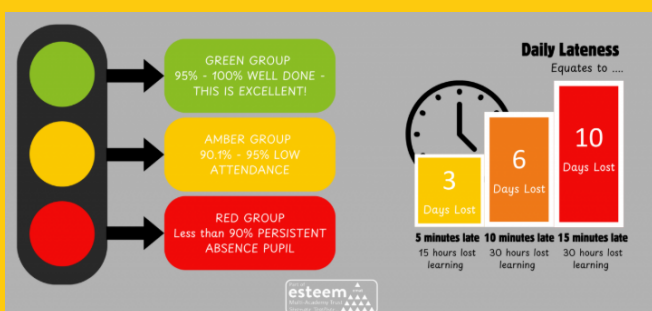 GREEN GROUP
95% - 100% WELL DONE -
THIS IS EXCELLENT!
AMBER GROUP
90.1% - 95% LOW
ATTENDANCE
RED GROUP
Less than 90% PERSISTENT
ABSENCE PUPIL
Daily Lateness
Equates to ....
3
Days Lost
6
Days Lost
10
Days Lost
5 minutes late
15 hours lost
learning
10 minutes late
30 hours lost
learning
15 minutes late
30 hours lost
learning
esteem
Multi-Academy Trust